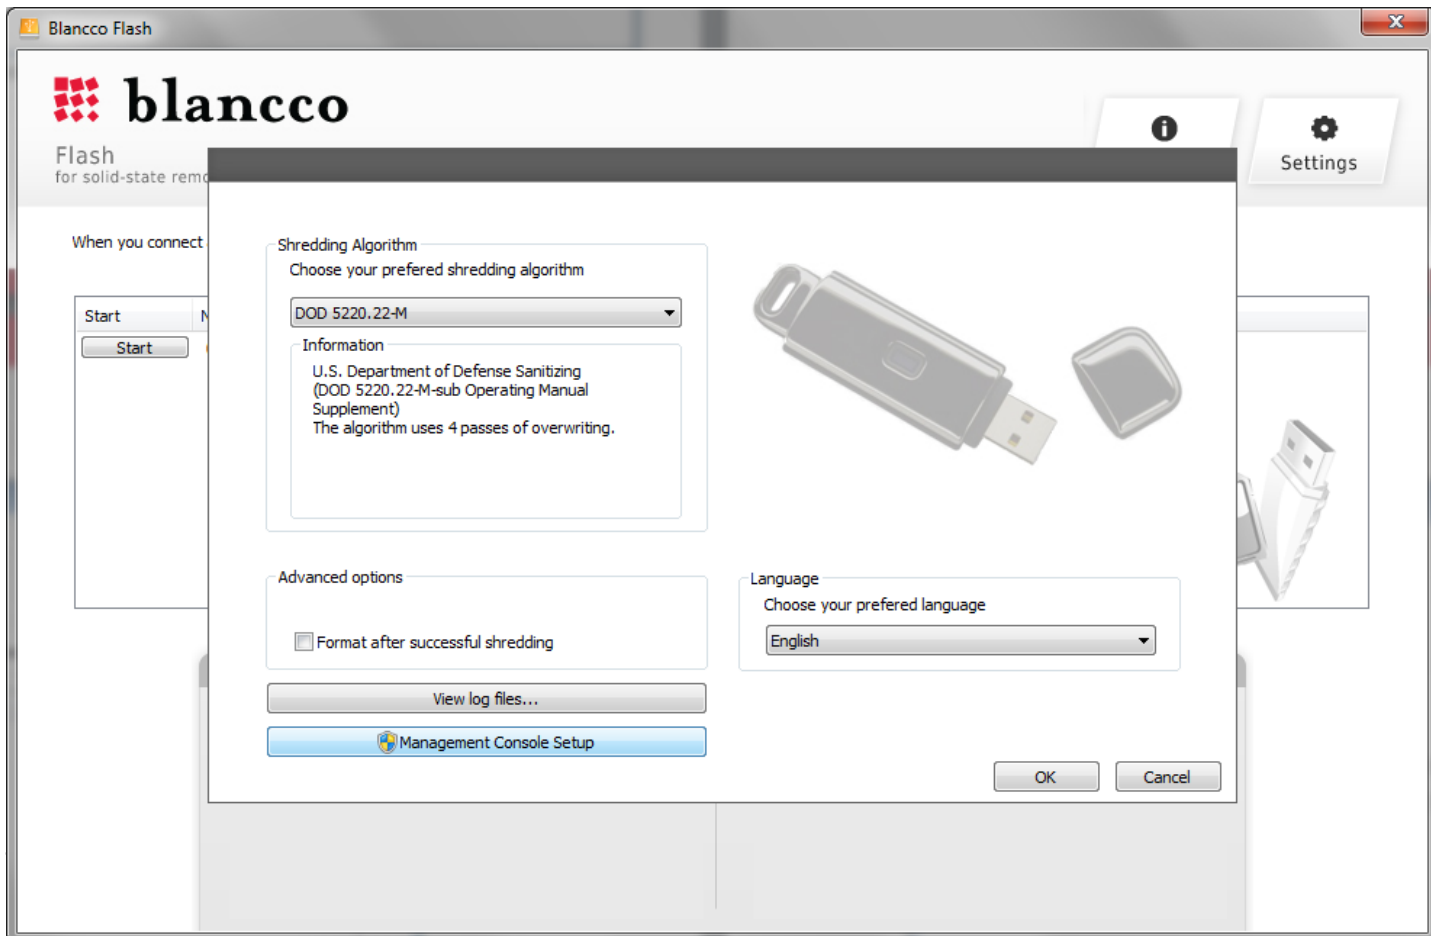 Blancco Flash
blancco
Flash
for solid-state
Settings
When you connect
Shredding Algorithm
Choose your prefered shredding algorithm
DOD 5220.22-M
Information
U.S. Department of Defense Sanitizing
(DOD 5220.22-M-sub Operating Manual
Supplement)
The algorithm uses 4 passes of overwriting.
Start
Start
Advanced options
Format after successful shredding
Language
Choose your prefered language
English
View log files...
Management Console Setup
OK
Cancel